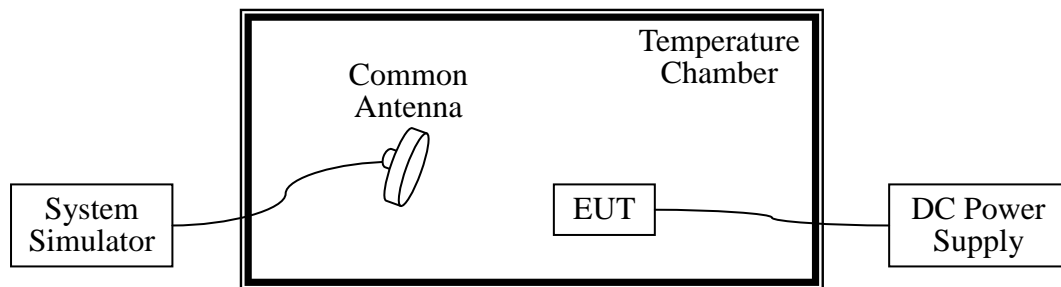 Temperature
Chamber
Common
Antenna
System
Simulator
EUT
DC Power
Supply